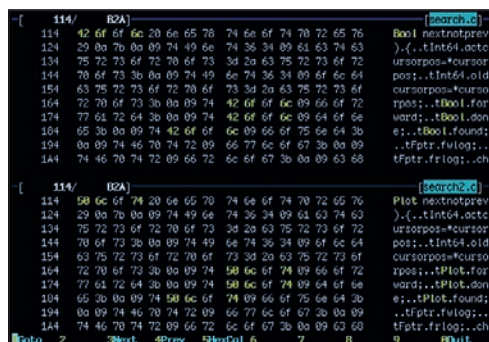 -[ 114/ B2A] [search.c]
114 42 6f 6f 6c 20 6e 65 78 74 6e 6f 74 70 72 65 76 Bool nextnotprev
124 29 0a 7b 0a 09 74 49 6e 74 36 34 09 61 63 74 63 ).{..tInt64.actc
134 75 72 73 6f 72 70 6f 73 3d 2a 63 75 72 73 6f 72 ursorpos=*cursor
144 70 6f 73 3b 0a 09 74 49 6e 74 36 34 09 6f 6c 64 pos;..tInt64.old
154 63 75 72 73 6f 72 70 6f 73 3d 2a 63 75 72 73 6f cursorpos=*curso
164 72 70 6f 73 3b 0a 09 74 42 6f 6f 6c 09 66 6f 72 rpos;..tBool.for
174 77 61 72 64 3b 0a 09 74 42 6f 6f 6c 09 64 6f 6e ward;..tBool.don
184 65 3b 0a 09 74 42 6f 6f 6c 09 66 6f 75 6e 64 3b e;..tBool.found;
194 0a 09 74 46 70 74 72 09 66 77 6c 6f 67 3b 0a 09 ..tFptr.fwlog;..
1A4 74 46 70 74 72 09 66 72 6c 6f 67 3b 0a 09 63 68 tFptr.frlog;..ch
-[ 114/ B2A] [search2.c]
114 50 6c 6f 74 20 6e 65 78 74 6e 6f 74 70 72 65 76 Plot nextnotprev
124 29 0a 7b 0a 09 74 49 6e 74 36 34 09 61 63 74 63 ).{..tInt64.actc
134 75 72 73 6f 72 70 6f 73 3d 2a 63 75 72 73 6f 72 ursorpos=*cursor
144 70 6f 73 3b 0a 09 74 49 6e 74 36 34 09 6f 6c 64 pos;..tInt64.old
154 63 75 72 73 6f 72 70 6f 73 3d 2a 63 75 72 73 6f cursorpos=*curso
164 72 70 6f 73 3b 0a 09 74 50 6c 6f 74 09 66 6f 72 rpos;..tPlot.for
174 77 61 72 64 3b 0a 09 74 50 6c 6f 74 09 64 6f 6e ward;..tPlot.don
184 65 3b 0a 09 74 50 6c 6f 74 09 66 6f 75 6e 64 3b e;..tPlot.found;
194 0a 09 74 46 70 74 72 09 66 77 6c 6f 67 3b 0a 09 ..tFptr.fwlog;..
1A4 74 46 70 74 72 09 66 72 6c 6f 67 3b 0a 09 63 68 tFptr.frlog;..ch
Goto 2 3Next 4Prev 5HexCol 6 7 8 9 0Quit